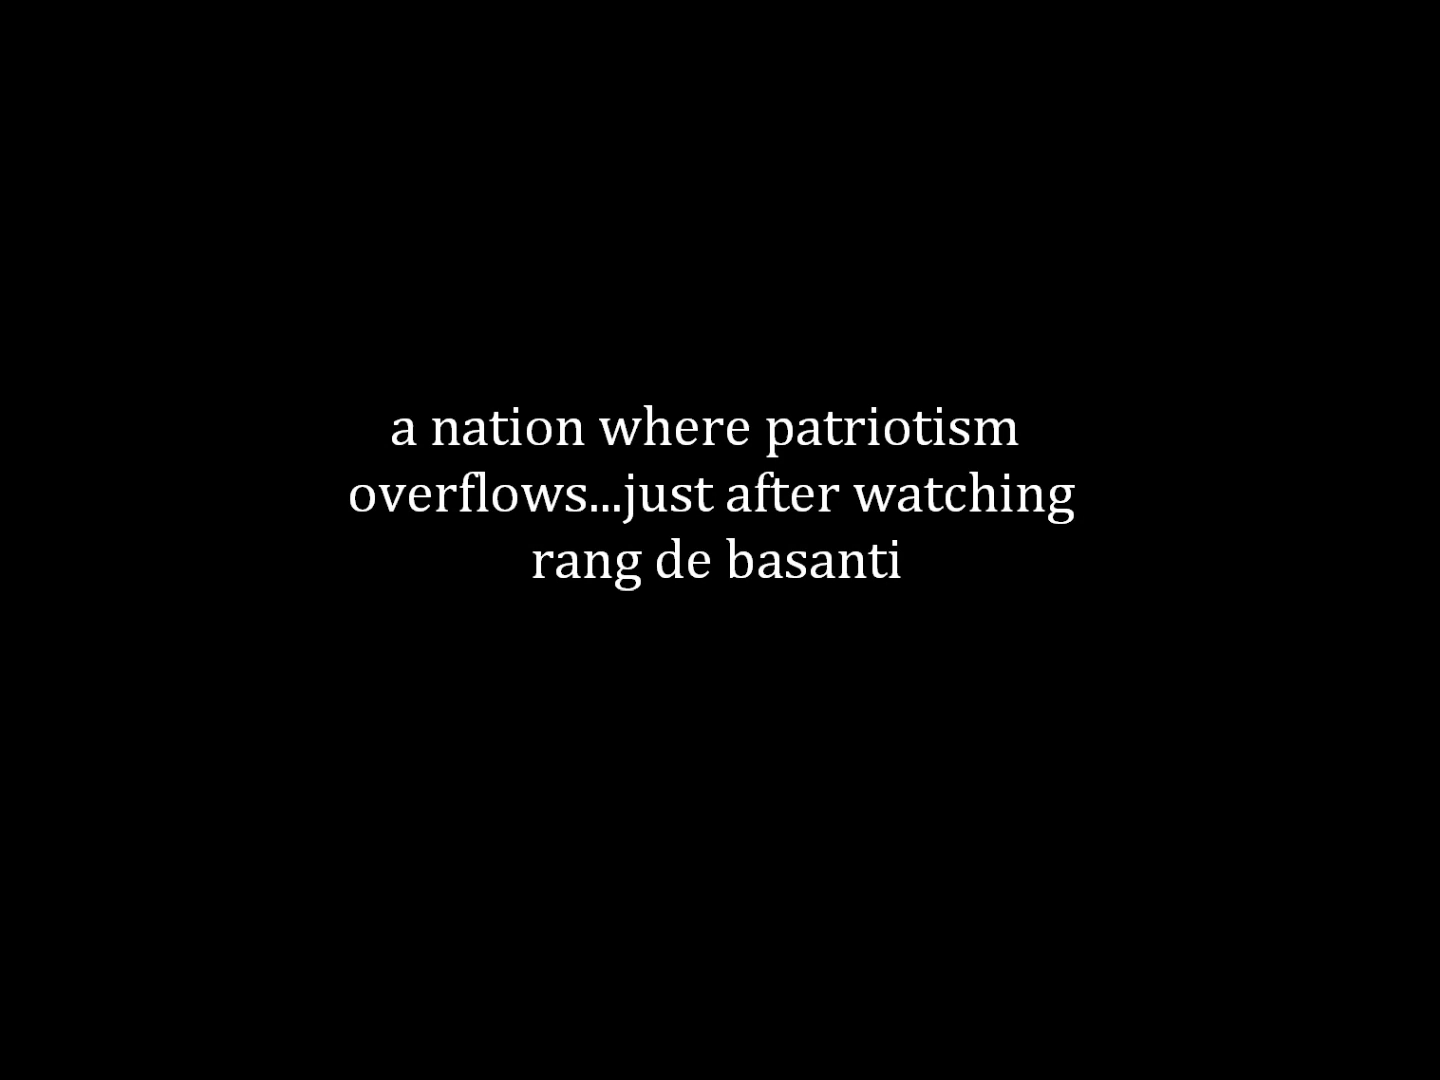 a nation where patriotism
overflows...just after watching
rang de basanti